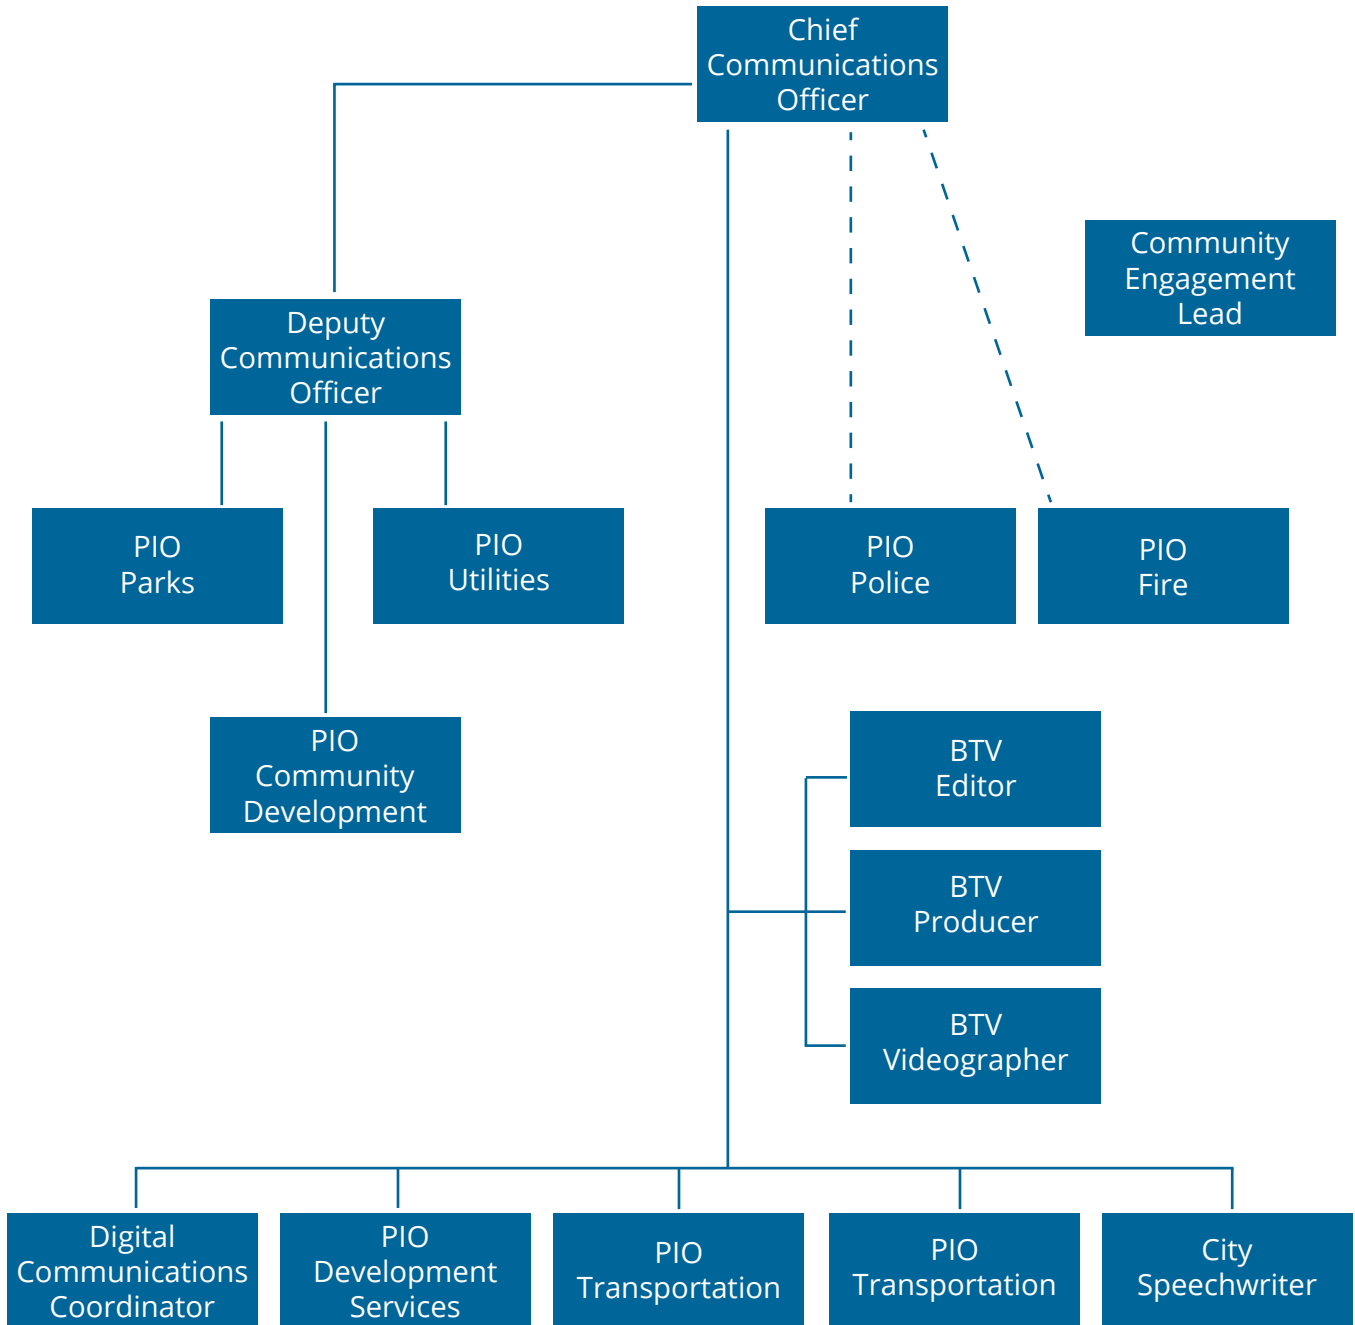 Chief
Communications
Officer
Community
Engagement
Lead
Deputy
Communications
Officer
PIO
Parks
PIO
Utilities
PIO
Police
PIO
Fire
PIO
Community
Development
BTV
Editor
BTV
Producer
BTV
Videographer
Digital
Communications
Coordinator
PIO
Development
Services
PIO
Transportation
PIO
Transportation
City
Speechwriter